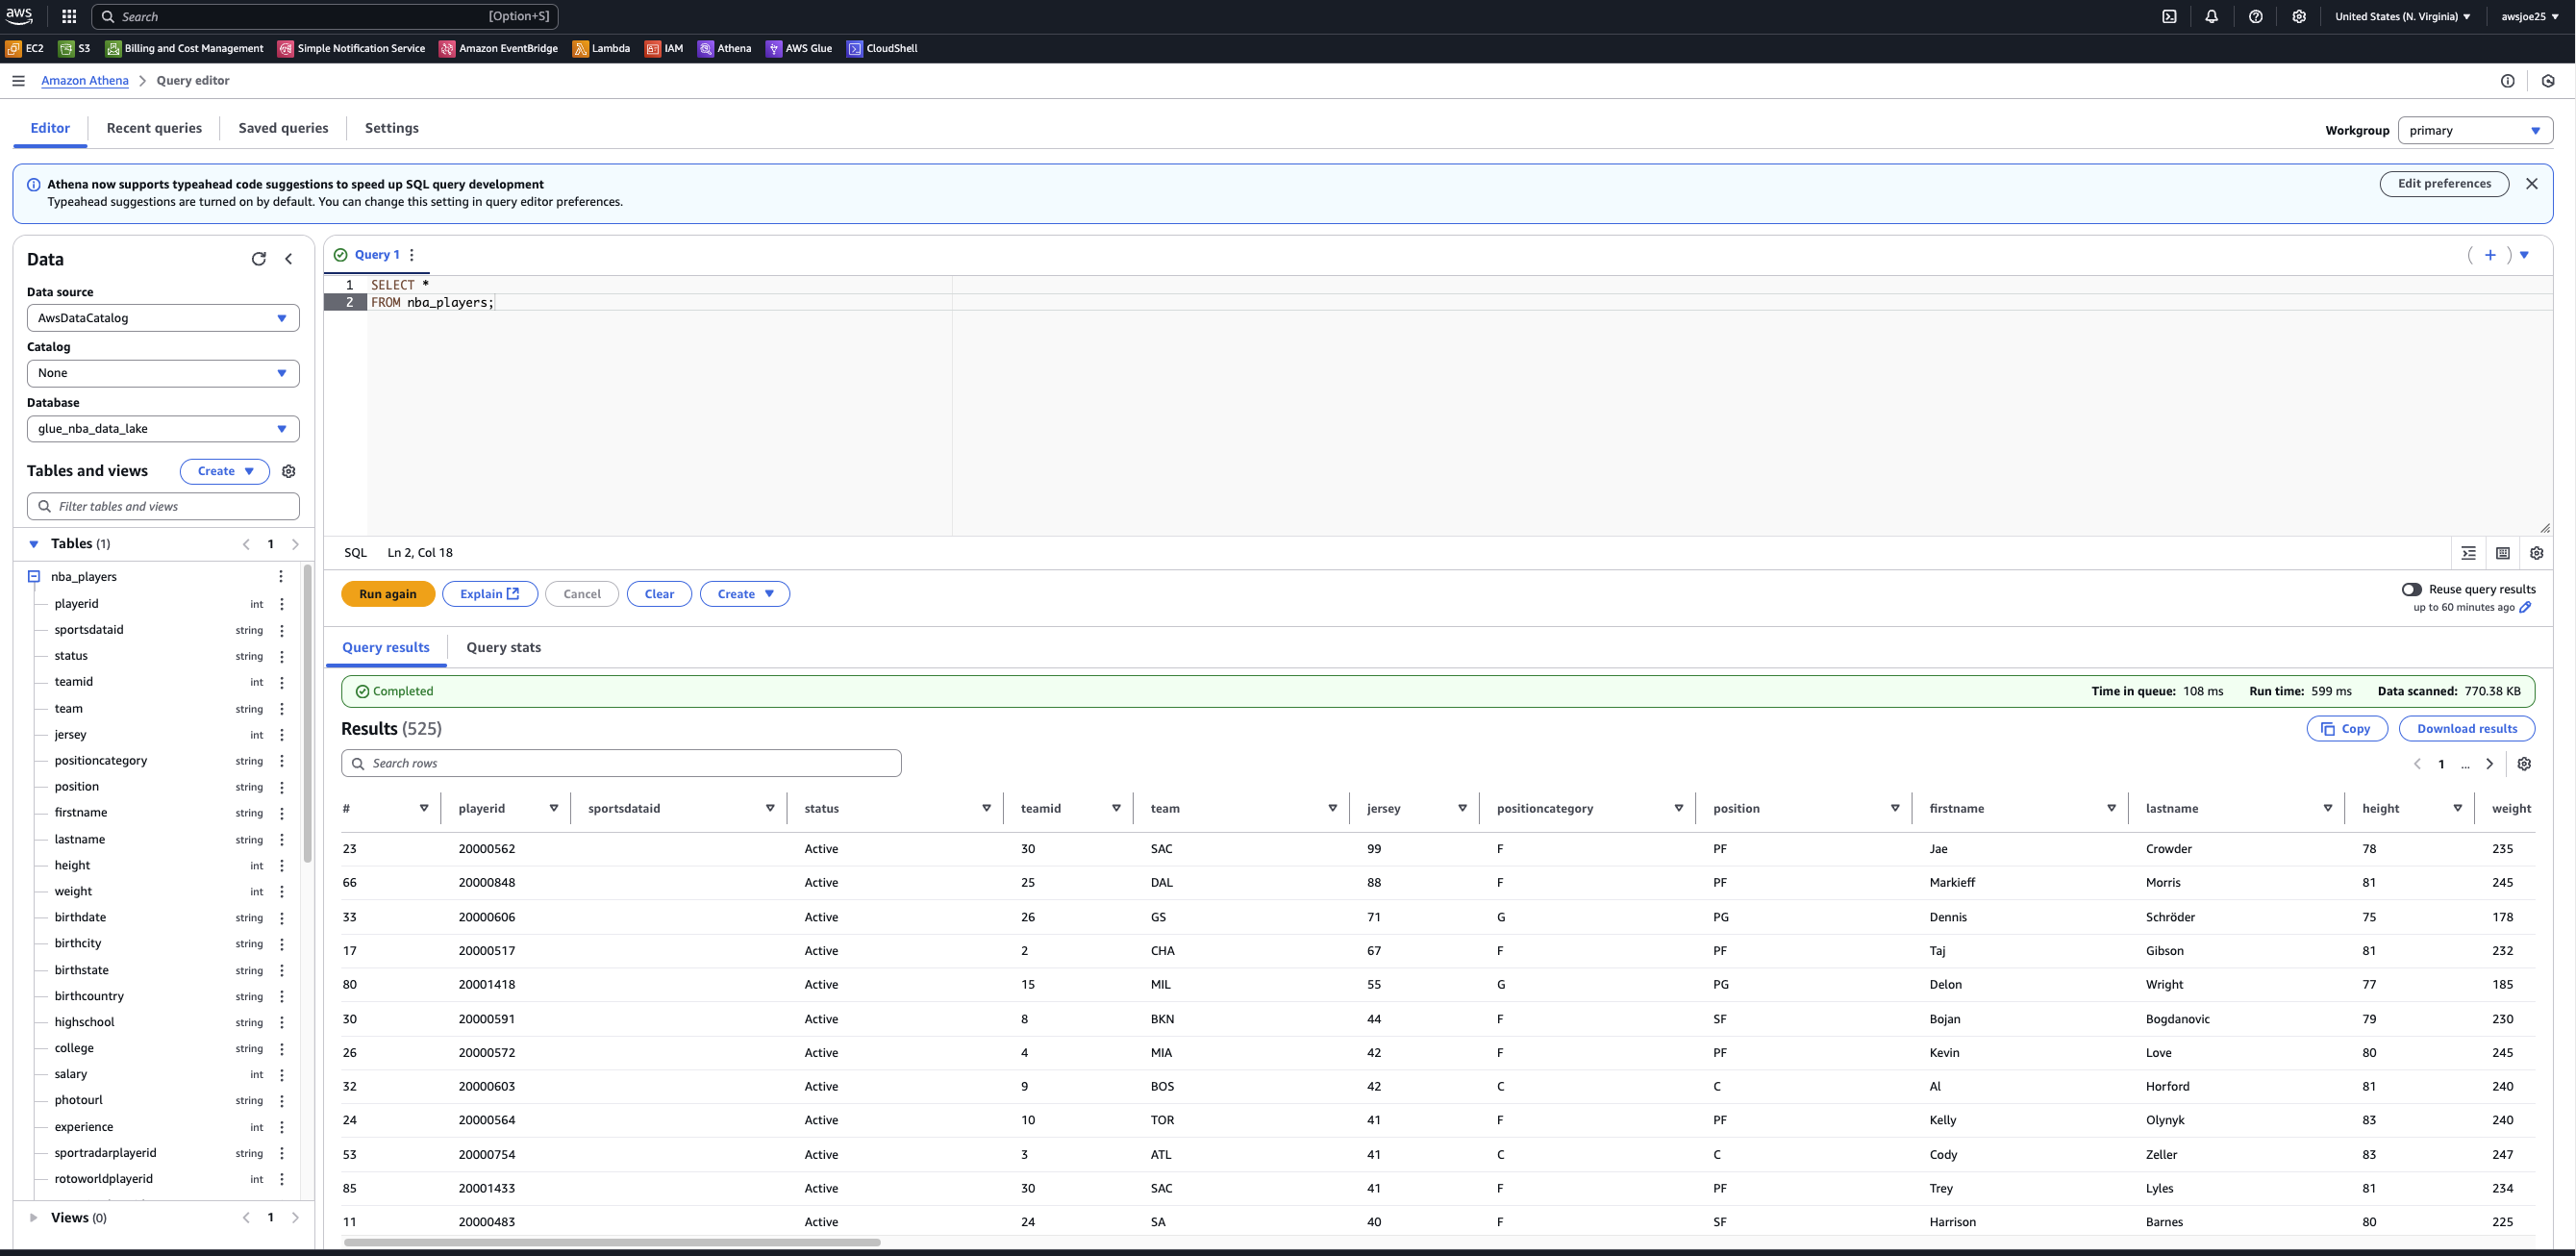 aws Search [Option+S] United States (N. Virginia) awsjoe25
EC2 S3 Billing and Cost Management Simple Notification Service Amazon EventBridge Lambda IAM Athena AWS Glue CloudShell
Amazon Athena Query editor
Editor Recent queries Saved queries Settings Workgroup primary
Athena now supports typeahead code suggestions to speed up SQL query development
Typeahead suggestions are turned on by default. You can change this setting in query editor preferences.
Edit preferences
Data
Data source
AwsDataCatalog
Catalog
None
Database
glue_nba_data_lake
Tables and views Create
Filter tables and views
Tables (1) 1
nba_players
playerid int
sportsdataid string
status string
teamid int
team string
jersey int
positioncategory string
position string
firstname string
lastname string
height int
weight int
birthdate string
birthcity string
birthstate string
birthcountry string
highschool string
college string
salary int
photourl string
experience int
sportradarplayerid string
rotoworldplayerid int
Views (0) 1
Query 1
1 SELECT *
2 FROM nba_players;
SQL Ln 2, Col 18
Run again Explain Cancel Clear Create
Reuse query results
up to 60 minutes ago
Query results Query stats
Completed Time in queue: 108 ms Run time: 599 ms Data scanned: 770.38 KB
Results (525) Copy Download results
Search rows 1 ...
# playerid sportsdataid status teamid team jersey positioncategory position firstname lastname height weight
23 20000562 Active 30 SAC 99 F PF Jae Crowder 78 235
66 20000848 Active 25 DAL 88 F PF Markieff Morris 81 245
33 20000606 Active 26 GS 71 G PG Dennis Schröder 75 178
17 20000517 Active 2 CHA 67 F PF Taj Gibson 81 232
80 20001418 Active 15 MIL 55 G PG Delon Wright 77 185
30 20000591 Active 8 BKN 44 F SF Bojan Bogdanovic 79 230
26 20000572 Active 4 MIA 42 F PF Kevin Love 80 245
32 20000603 Active 9 BOS 42 C C Al Horford 81 240
24 20000564 Active 10 TOR 41 F PF Kelly Olynyk 83 240
53 20000754 Active 3 ATL 41 C C Cody Zeller 83 247
85 20001433 Active 30 SAC 41 F PF Trey Lyles 81 234
11 20000483 Active 24 SA 40 F SF Harrison Barnes 80 225